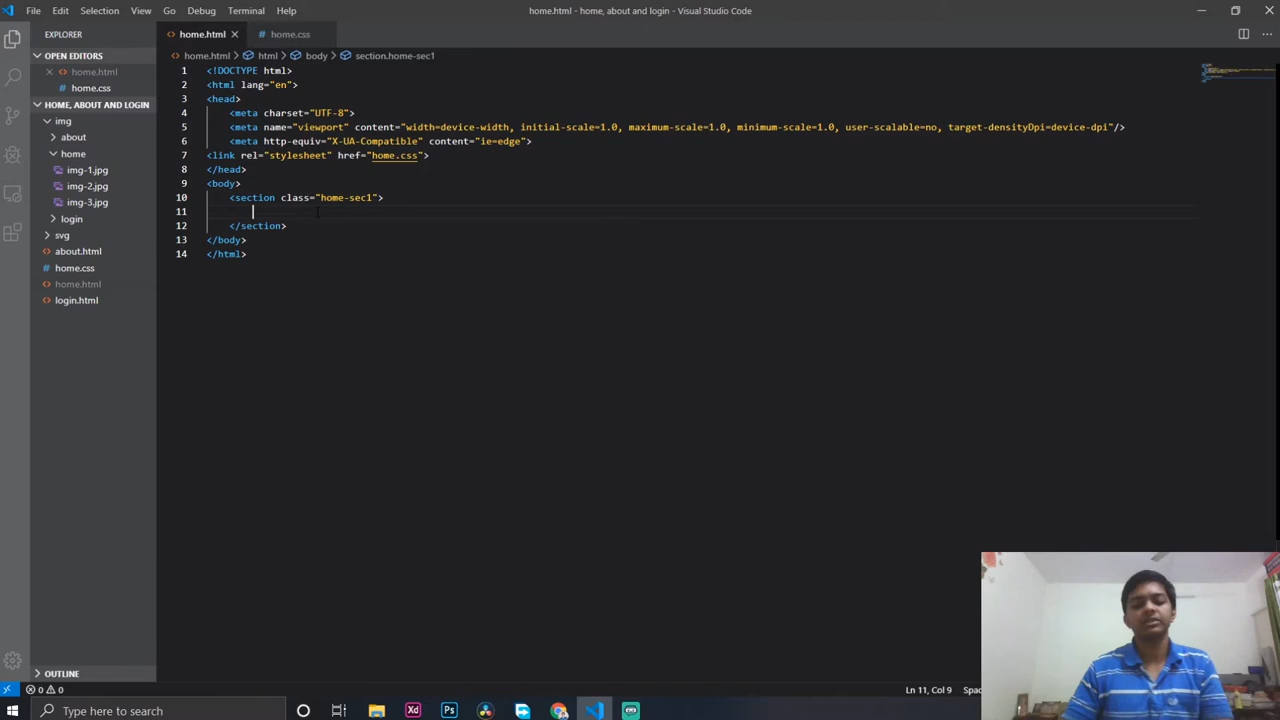 File Edit Selection View Go Debug Terminal Help
home.html - home, about and login - Visual Studio Code
EXPLORER
OPEN EDITORS
home.html
# home.css
HOME, ABOUT AND LOGIN
img
about
home
img-1.jpg
img-2.jpg
img-3.jpg
login
svg
about.html
# home.css
home.html
login.html
OUTLINE
home.html
# home.css
home.html > html > body > section.home-sec1
1 <!DOCTYPE html>
2 <html lang="en">
3 <head>
4 <meta charset="UTF-8">
5 <meta name="viewport" content="width=device-width, initial-scale=1.0, maximum-scale=1.0, minimum-scale=1.0, user-scalable=no, target-densityDpi=device-dpi"/>
6 <meta http-equiv="X-UA-Compatible" content="ie=edge">
7 <link rel="stylesheet" href="home.css">
8 </head>
9 <body>
10 <section class="home-sec1">
11
12 </section>
13 </body>
14 </html>
0 0
Ln 11, Col 9 Spac
Type here to search
Xd Ps